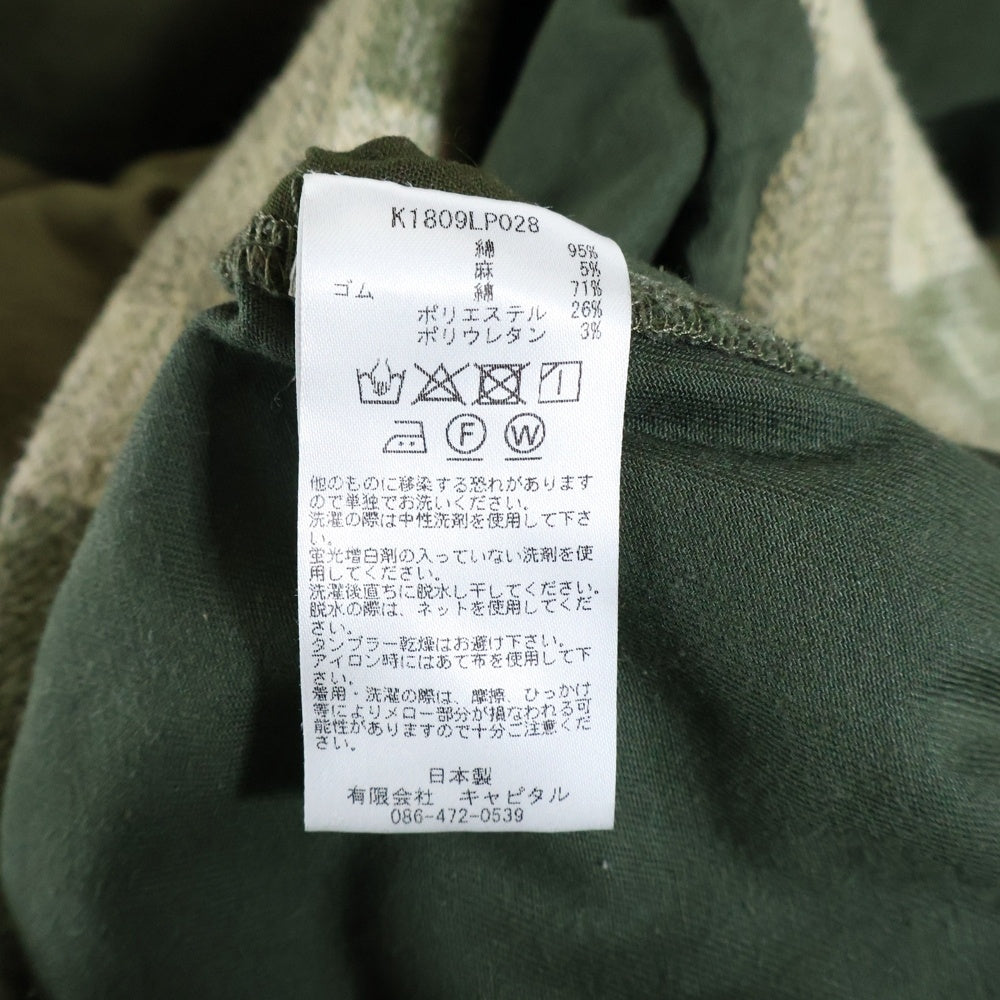 K1809LP028
綿 95%
麻 5%
ゴム 綿 71%
ポリエステル 26%
ポリウレタン 3%
F W
他のものに移染する恐れがあります
ので単独でお洗いください。
洗濯の際は中性洗剤を使用して下さ
い。
蛍光増白剤の入っていない洗剤を使
用してください。
洗濯後直ちに脱水し干してください。
脱水の際は、ネットを使用してくだ
さい。
タンブラー乾燥はお避け下さい。
アイロン時にはあて布を使用して下
さい。
着用・洗濯の際は、摩擦、ひっかけ
等によりメロー部分が損なわれる可
能性がありますので十分ご注意くだ
さい。
日本製
有限会社 キャピタル
086-472-0539